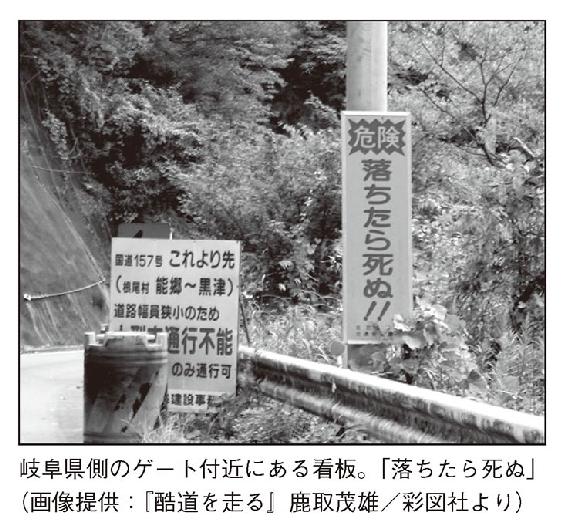 危険
落ちたら死ぬ!!
国道157号 これより先
(根尾村 能郷～黒津)
道路幅員狭小のため
通行不能
のみ通行可
建設事務
岐阜県側のゲート付近にある看板。「落ちたら死ぬ」
(画像提供：『酷道を走る』鹿取茂雄／彩図社より)